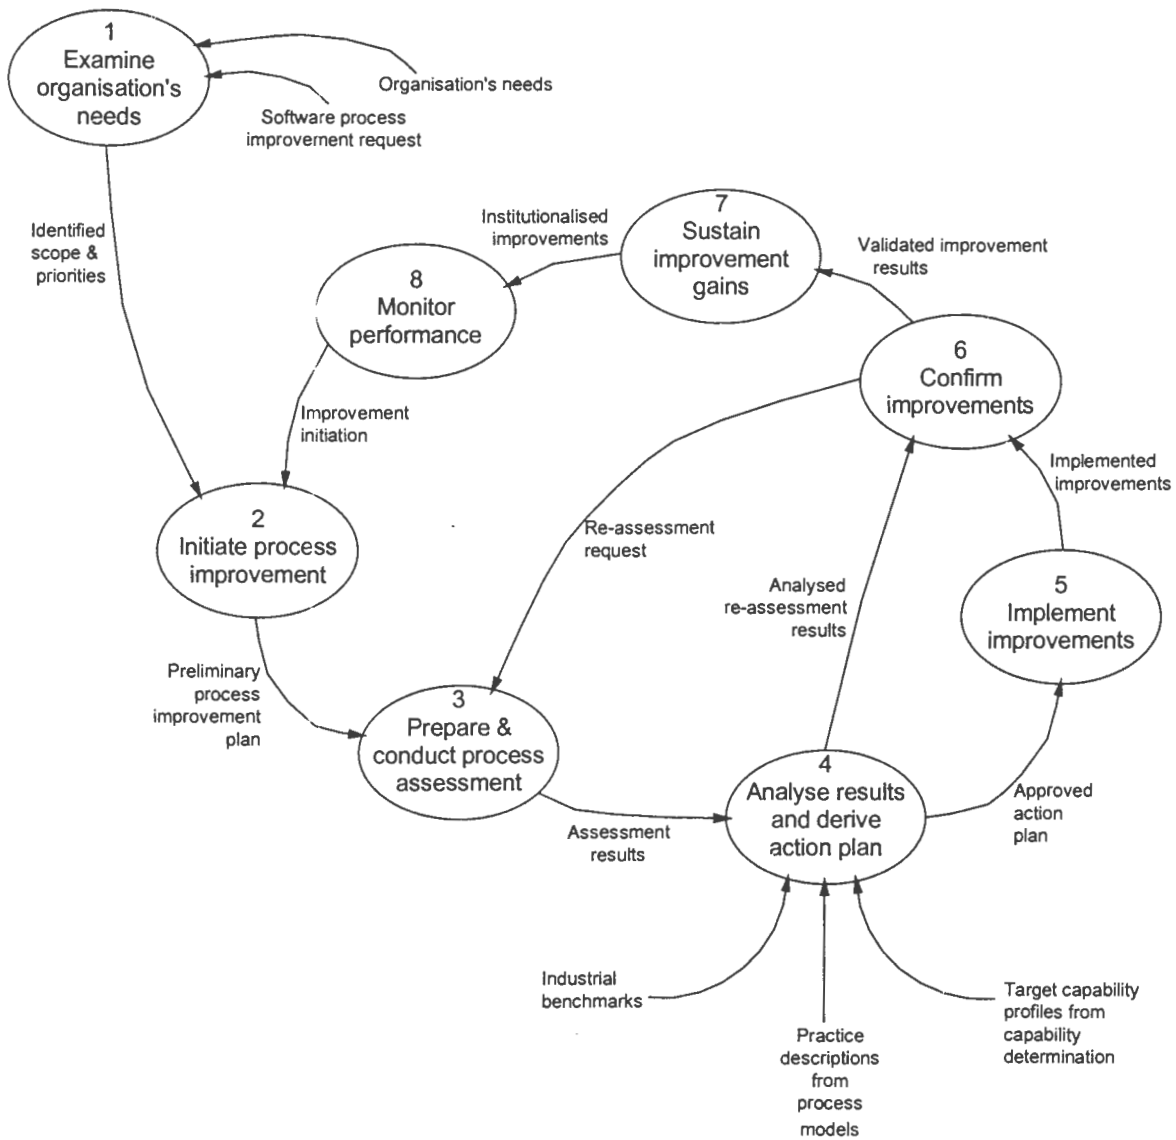 1
Examine
organisation's
needs
Organisation's needs
Software process
improvement request
Identified
scope &
priorities
Institutionalised
improvements
7
Sustain
improvement
gains
Validated improvement
results
8
Monitor
performance
6
Confirm
improvements
Improvement
initiation
Implemented
improvements
2
Initiate process
improvement
Re-assessment
request
Analysed
re-assessment
results
5
Implement
improvements
Preliminary
process
improvement
plan
3
Prepare &
conduct process
assessment
4
Analyse results
and derive
action plan
Approved
action
plan
Assessment
results
Industrial
benchmarks
Practice
descriptions
from
process
models
Target capability
profiles from
capability
determination